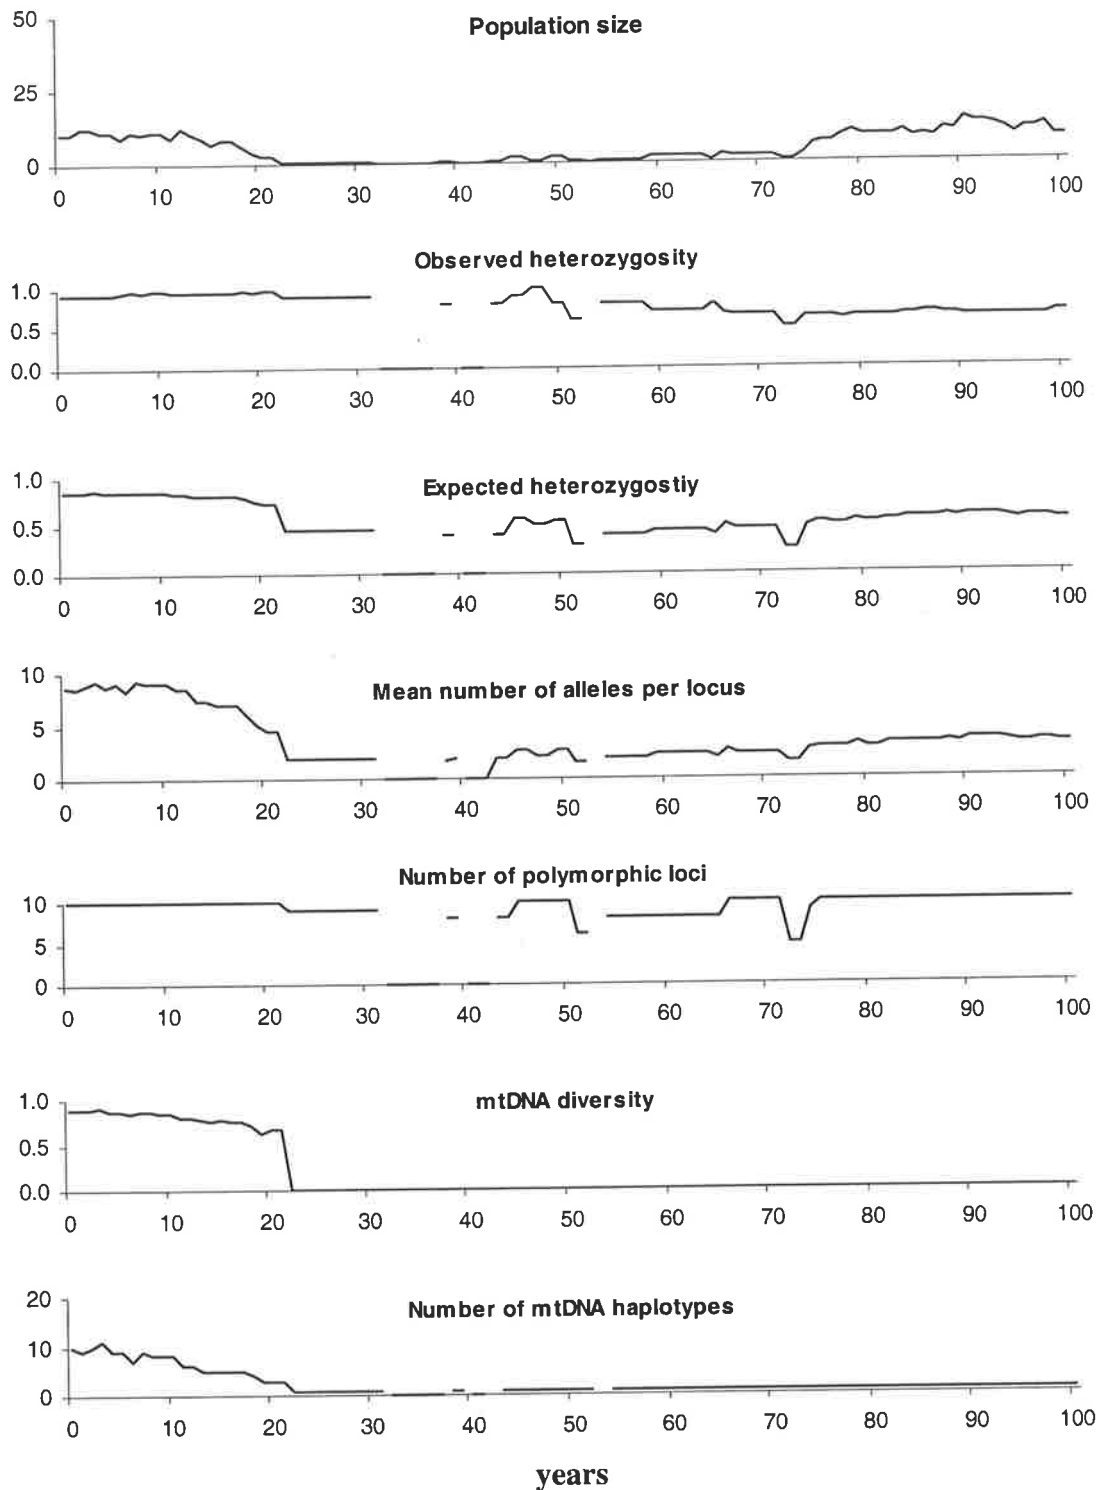 Population size
50
25
0
0 10 20 30 40 50 60 70 80 90 100
Observed heterozygosity
1.0
0.5
0.0
0 10 20 30 40 50 60 70 80 90 100
Expected heterozygostiy
1.0
0.5
0.0
0 10 20 30 40 50 60 70 80 90 100
Mean number of alleles per locus
10
5
0
0 10 20 30 40 50 60 70 80 90 100
Number of polymorphic loci
10
5
0
0 10 20 30 40 50 60 70 80 90 100
mtDNA diversity
1.0
0.5
0.0
0 10 20 30 40 50 60 70 80 90 100
Number of mtDNA haplotypes
20
10
0
0 10 20 30 40 50 60 70 80 90 100
years